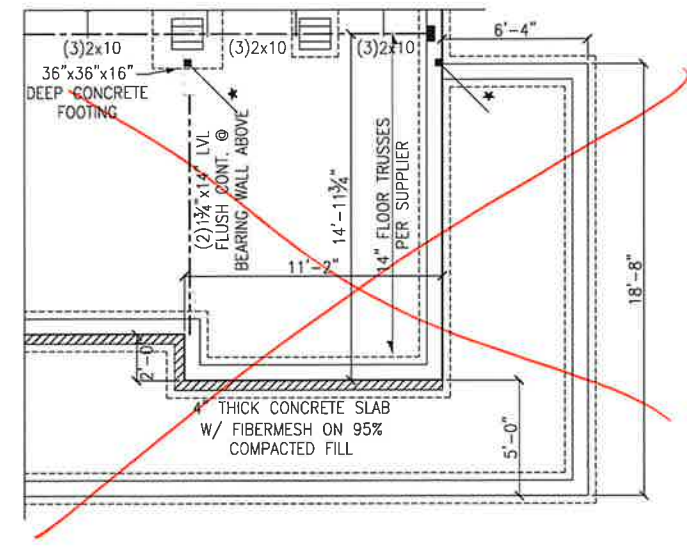 (3)2x10
(3)2x10
(3)2x10
6'-4"
36"x36"x16"
DEEP CONCRETE
FOOTING
(2)1¾"x14" LVL
FLUSH CONT. @
BEARING WALL ABOVE
14'-11¾"
14" FLOOR TRUSSES
PER SUPPLIER
11'-2"
18'-8"
2'-0"
4" THICK CONCRETE SLAB
W/ FIBERMESH ON 95%
COMPACTED FILL
5'-0"